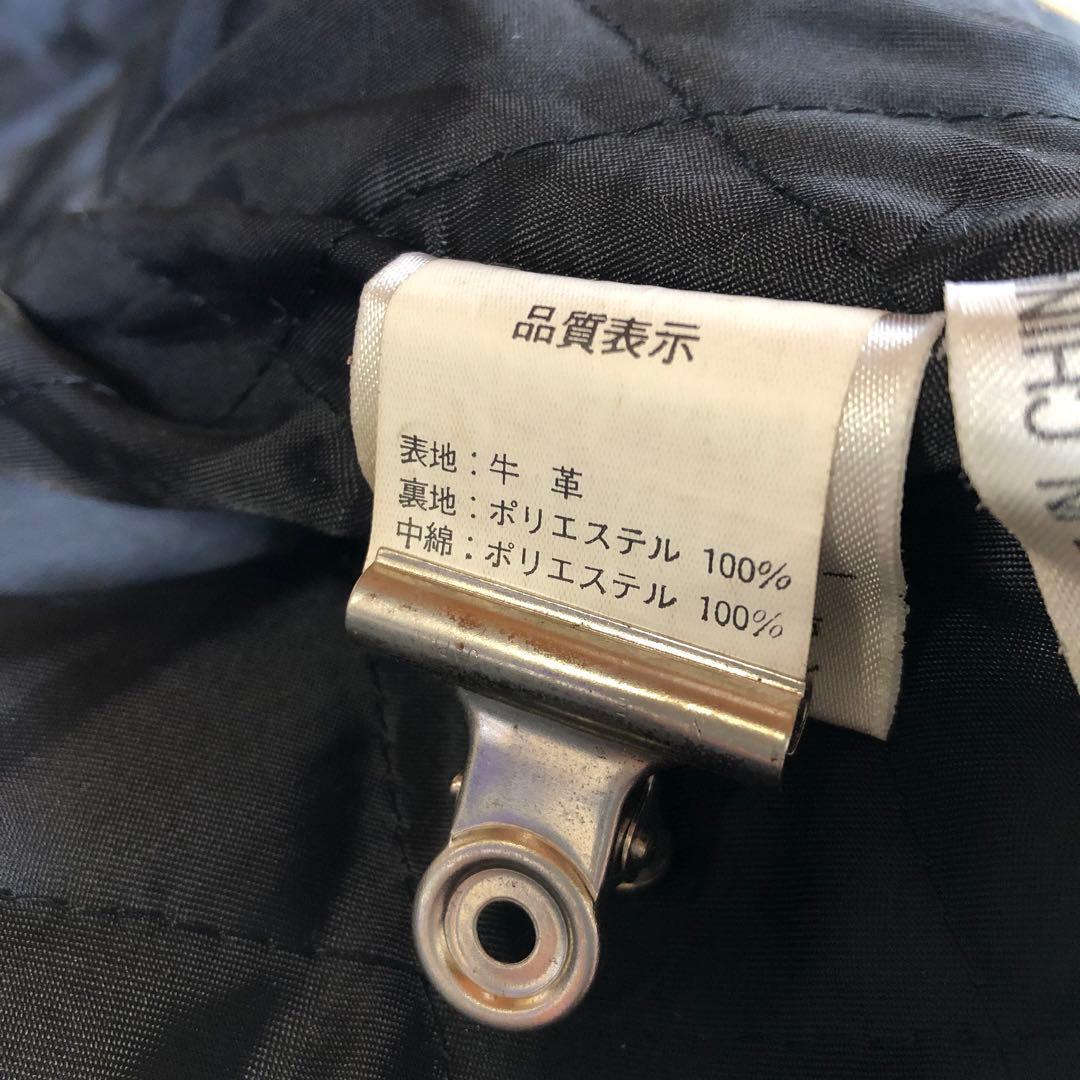 品質表示
表地：牛 革
裏地：ポリエステル 100%
中綿：ポリエステル 100%